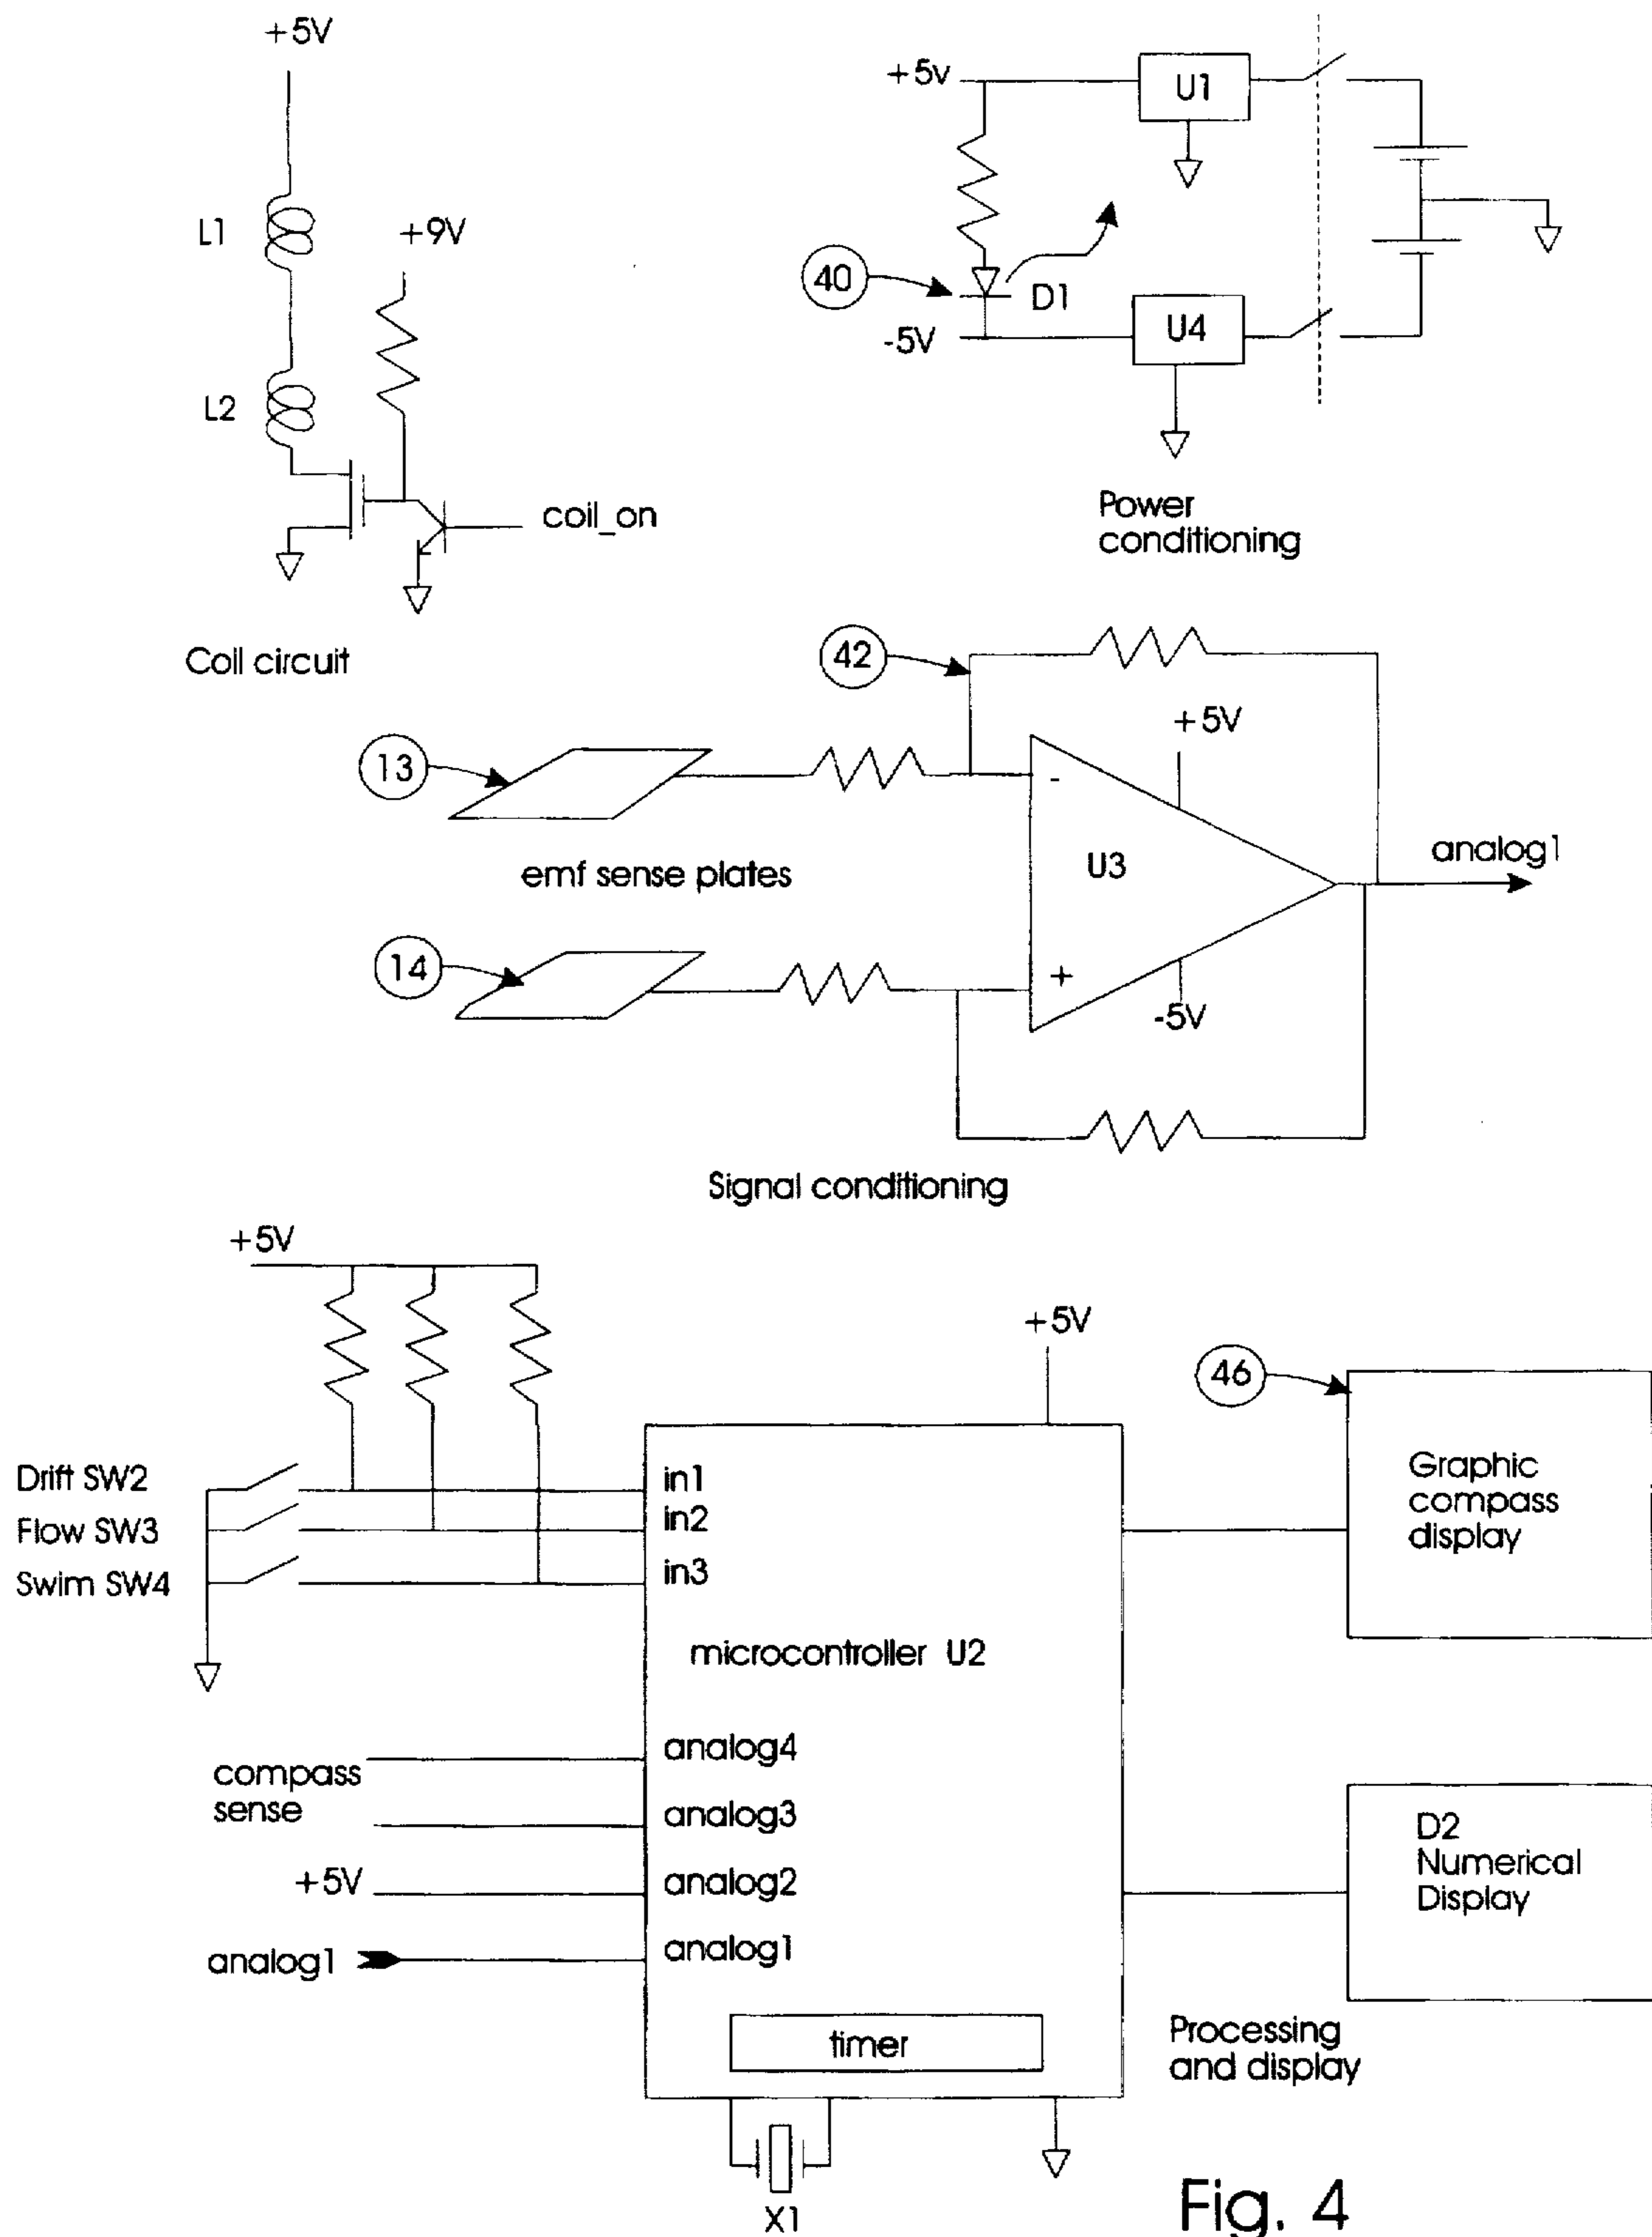 +5V
L1
+9V
L2
coil_on
Coil circuit
+5v
U1
40
D1
-5V
U4
Power
conditioning
42
13
+5V
-
U3
analog1
emf sense plates
14
+
-5V
Signal conditioning
+5V
+5V
46
Drift SW2
Flow SW3
Swim SW4
in1
in2
in3
Graphic
compass
display
microcontroller U2
compass
sense
+5V
analog1
analog4
analog3
analog2
analog1
D2
Numerical
Display
timer
Processing
and display
X1
Fig. 4